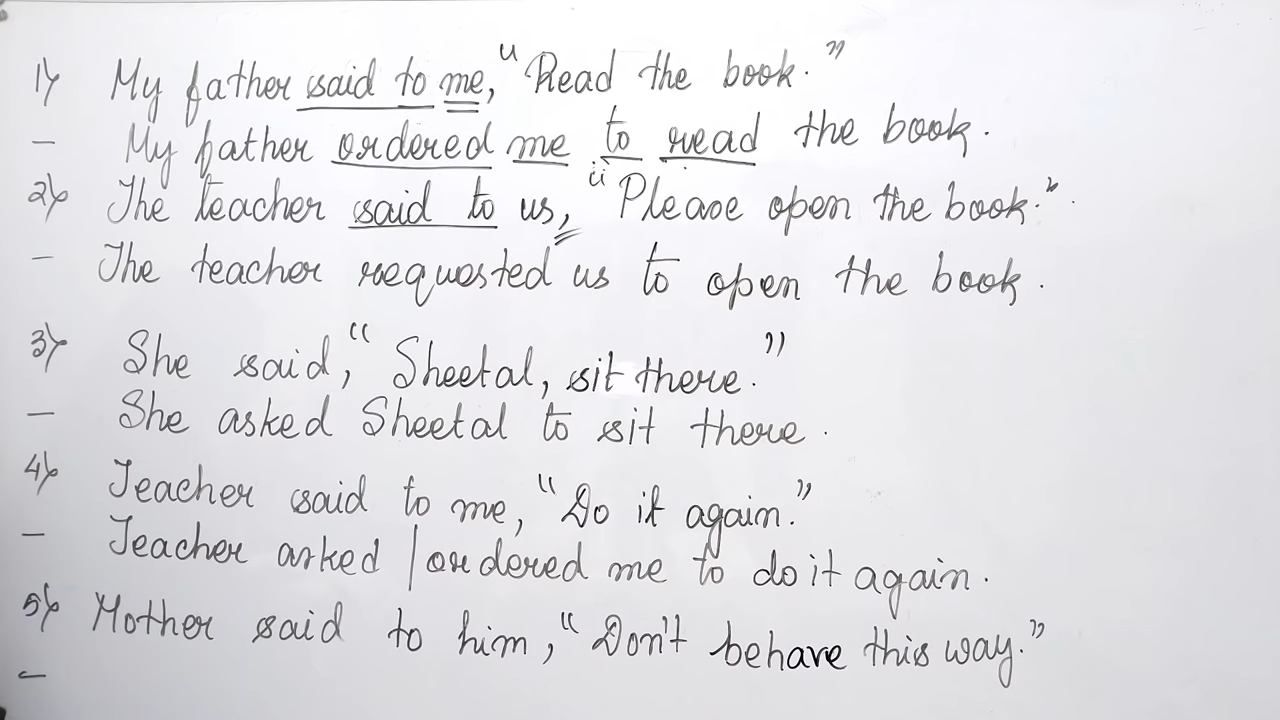 1) My father said to me, "Read the book."
- My father ordered me to read the book.
2) The teacher said to us, "Please open the book."
- The teacher requested us to open the book.
3) She said, "Sheetal, sit there."
- She asked Sheetal to sit there.
4) Teacher said to me, "Do it again."
- Teacher asked / ordered me to do it again.
5) Mother said to him, "Don't behave this way."
-